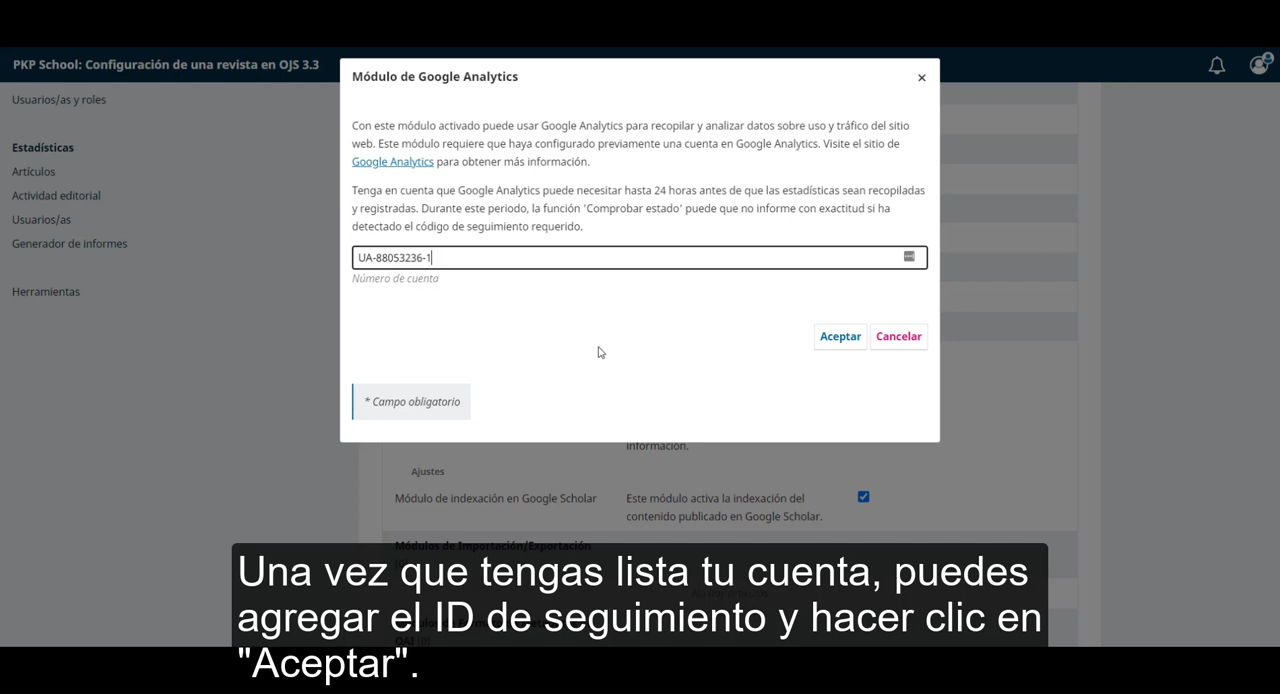 PKP School: Configuración de una revista en OJS 3.3
Usuarios/as y roles
Estadísticas
Artículos
Actividad editorial
Usuarios/as
Generador de informes
Herramientas
Módulo de Google Analytics
×
Con este módulo activado puede usar Google Analytics para recopilar y analizar datos sobre uso y tráfico del sitio
web. Este módulo requiere que haya configurado previamente una cuenta en Google Analytics. Visite el sitio de
Google Analytics para obtener más información.
Tenga en cuenta que Google Analytics puede necesitar hasta 24 horas antes de que las estadísticas sean recopiladas
y registradas. Durante este periodo, la función 'Comprobar estado' puede que no informe con exactitud si ha
detectado el código de seguimiento requerido.
UA-88053236-1
Número de cuenta
Aceptar Cancelar
* Campo obligatorio
información.
Ajustes
Módulo de indexación en Google Scholar
Este módulo activa la indexación del
contenido publicado en Google Scholar.
Módulos de Importación/Exportación
Una vez que tengas lista tu cuenta, puedes
agregar el ID de seguimiento y hacer clic en
"Aceptar".